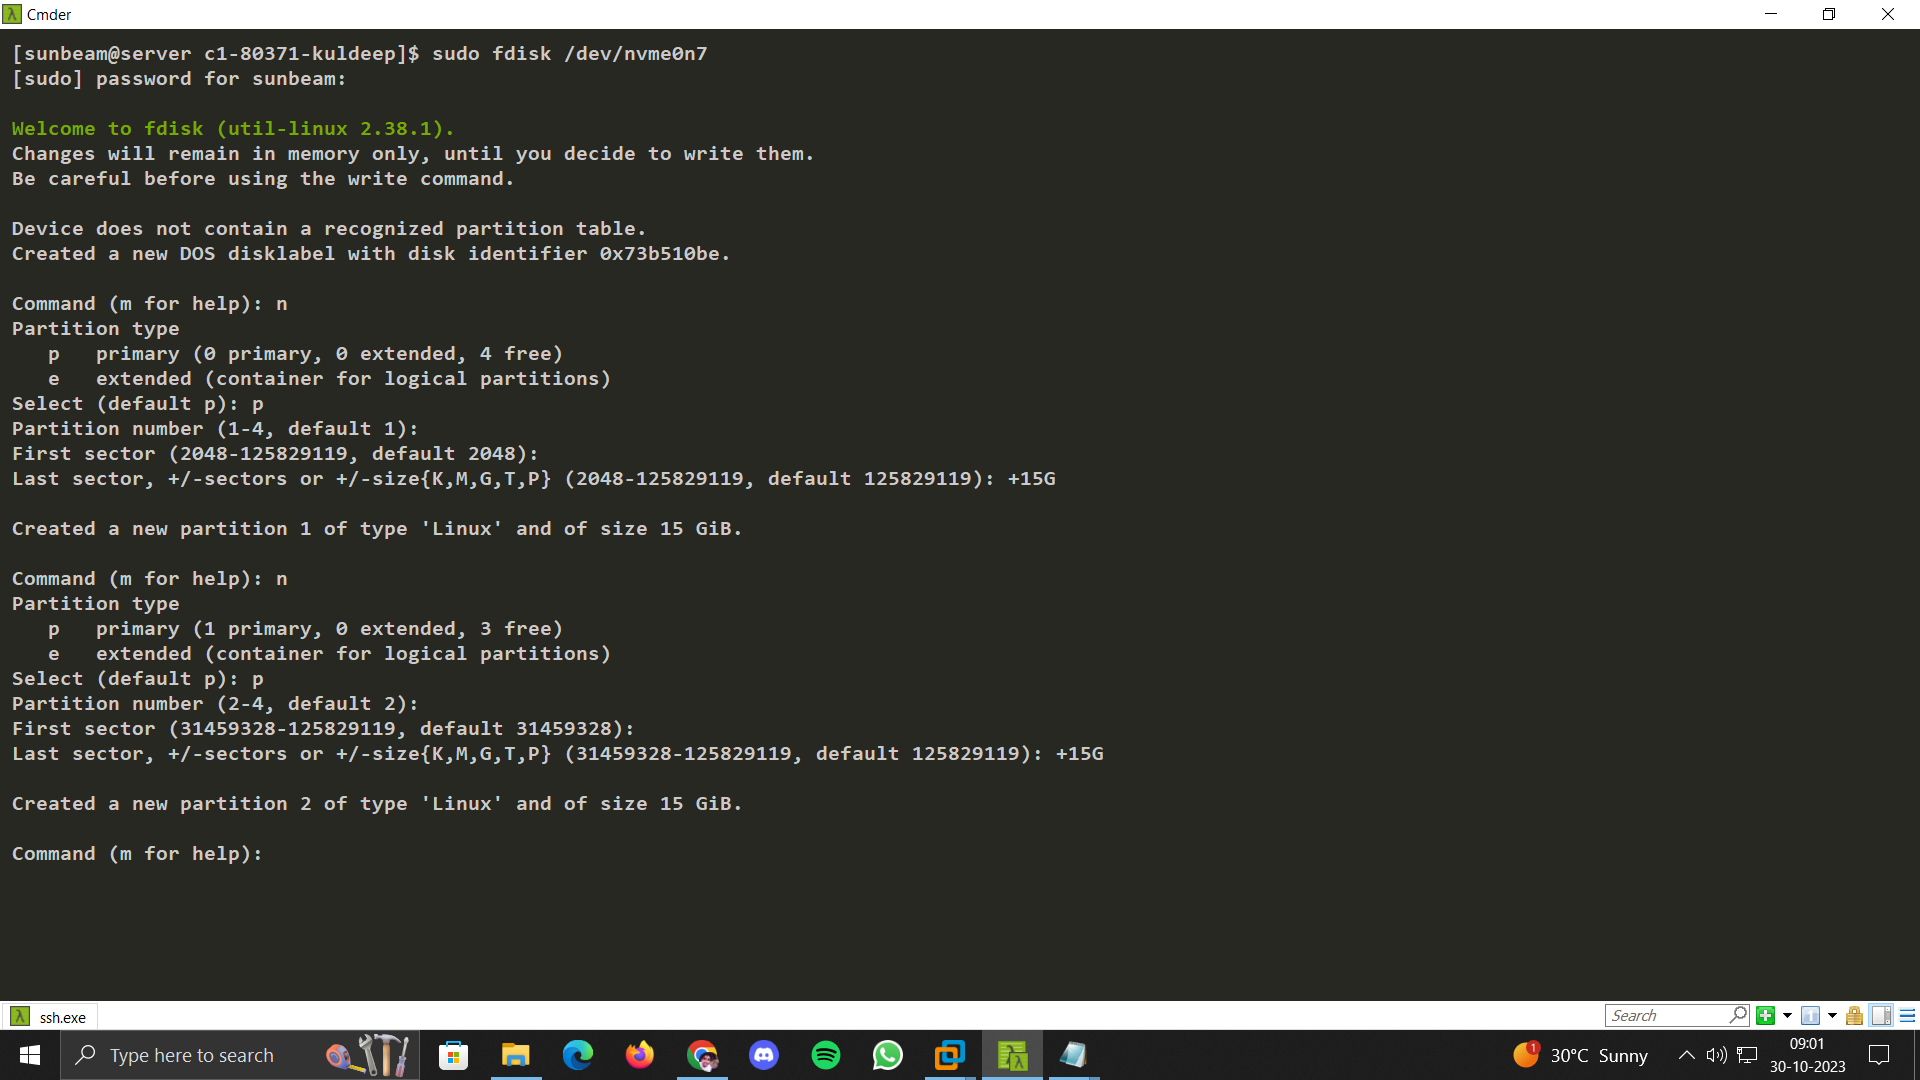 Cmder
[sunbeam@server c1-80371-kuldeep]$ sudo fdisk /dev/nvme0n7
[sudo] password for sunbeam:
Welcome to fdisk (util-linux 2.38.1).
Changes will remain in memory only, until you decide to write them.
Be careful before using the write command.
Device does not contain a recognized partition table.
Created a new DOS disklabel with disk identifier 0x73b510be.
Command (m for help): n
Partition type
   p   primary (0 primary, 0 extended, 4 free)
   e   extended (container for logical partitions)
Select (default p): p
Partition number (1-4, default 1):
First sector (2048-125829119, default 2048):
Last sector, +/-sectors or +/-size{K,M,G,T,P} (2048-125829119, default 125829119): +15G
Created a new partition 1 of type 'Linux' and of size 15 GiB.
Command (m for help): n
Partition type
   p   primary (1 primary, 0 extended, 3 free)
   e   extended (container for logical partitions)
Select (default p): p
Partition number (2-4, default 2):
First sector (31459328-125829119, default 31459328):
Last sector, +/-sectors or +/-size{K,M,G,T,P} (31459328-125829119, default 125829119): +15G
Created a new partition 2 of type 'Linux' and of size 15 GiB.
Command (m for help):
ssh.exe
Search
Type here to search
1
30°C Sunny
09:01
30-10-2023